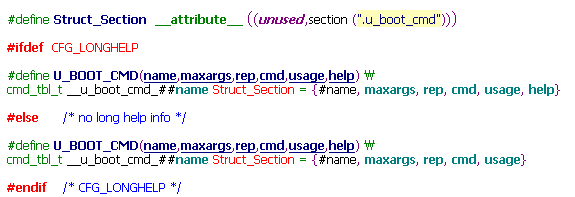 #define Struct_Section __attribute__ ((unused,section (".u_boot_cmd")))
#ifdef CFG_LONGHELP
#define U_BOOT_CMD(name,maxargs,rep,cmd,usage,help) ₩
cmd_tbl_t __u_boot_cmd_##name Struct_Section = {#name, maxargs, rep, cmd, usage, help}
#else /* no long help info */
#define U_BOOT_CMD(name,maxargs,rep,cmd,usage,help) ₩
cmd_tbl_t __u_boot_cmd_##name Struct_Section = {#name, maxargs, rep, cmd, usage}
#endif /* CFG_LONGHELP */